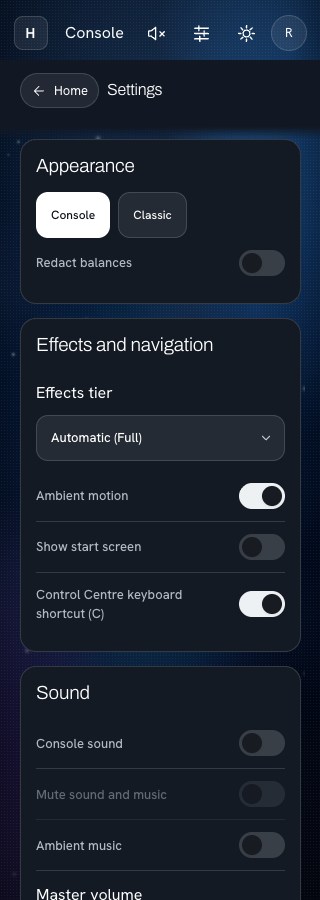 H Console R
Home Settings
Appearance
Console Classic
Redact balances
Effects and navigation
Effects tier
Automatic (Full)
Ambient motion
Show start screen
Control Centre keyboard
shortcut (C)
Sound
Console sound
Mute sound and music
Ambient music
Master volume